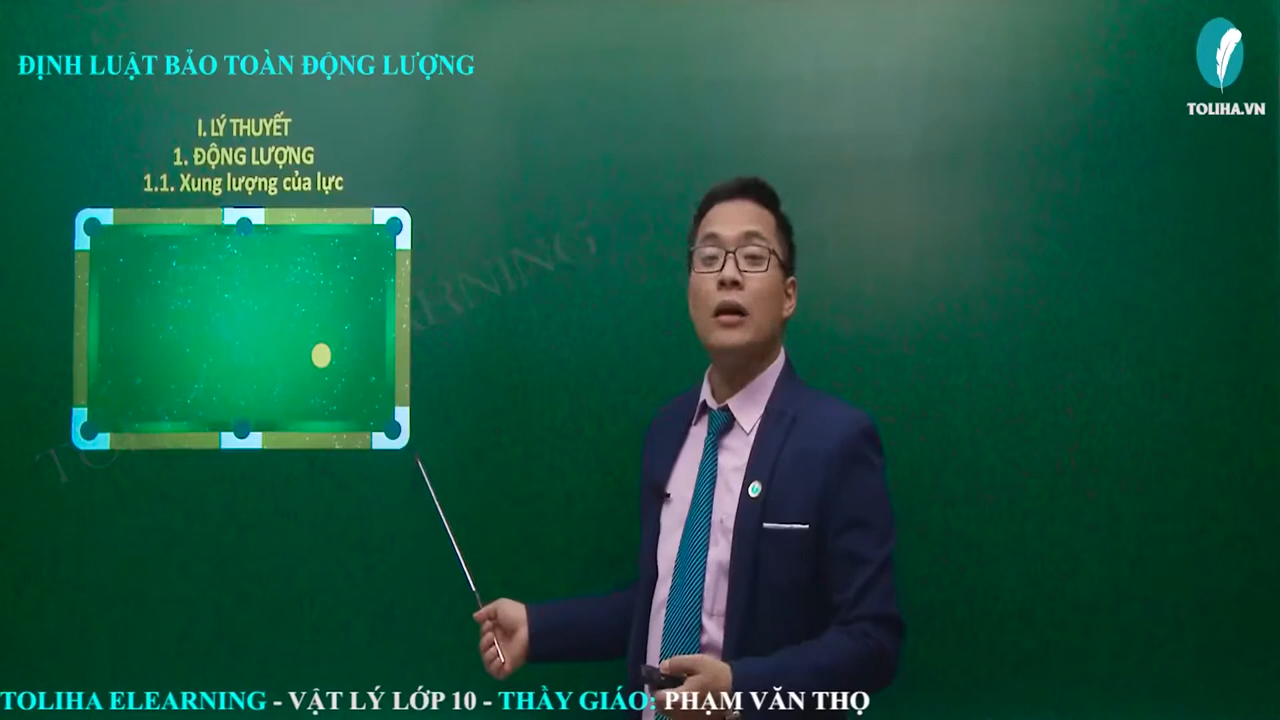 ĐỊNH LUẬT BẢO TOÀN ĐỘNG LƯỢNG
TOLIHA.VN
I. LÝ THUYẾT
1. ĐỘNG LƯỢNG
1.1. Xung lượng của lực
TOLIHA ELEARNING - VẬT LÝ LỚP 10 - THẦY GIÁO: PHẠM VĂN THỌ